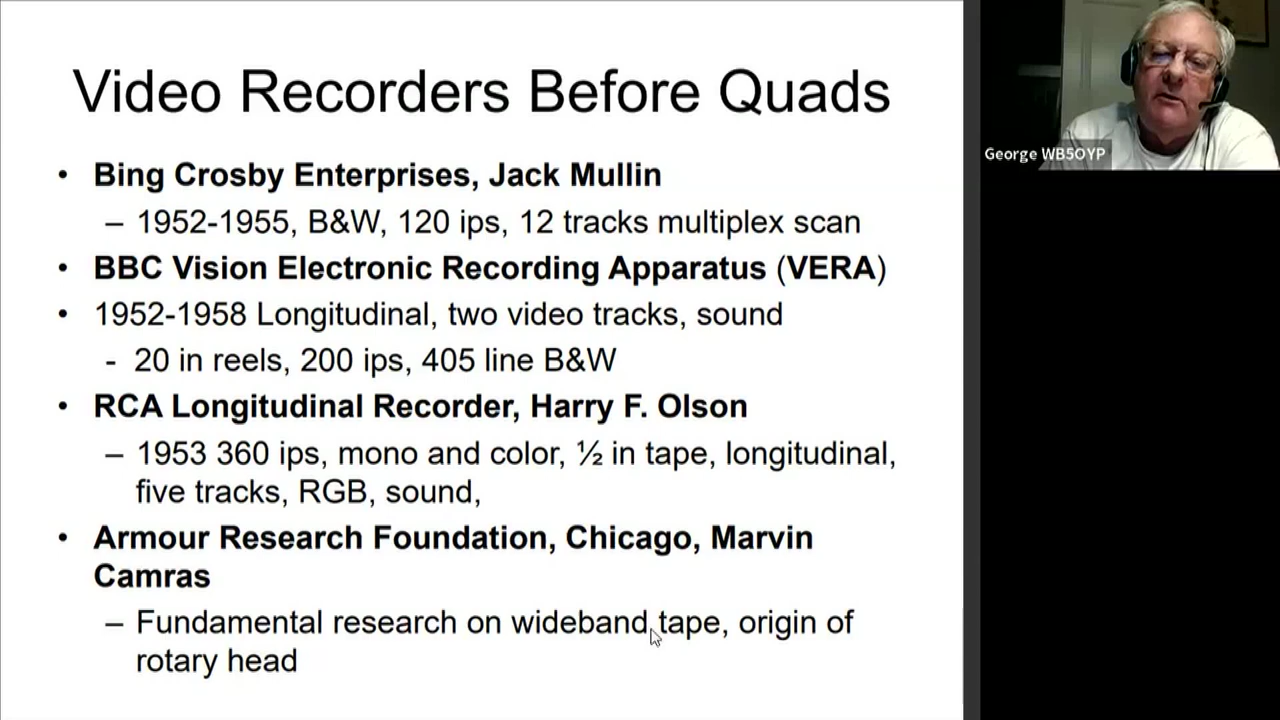 Video Recorders Before Quads
• Bing Crosby Enterprises, Jack Mullin
– 1952-1955, B&W, 120 ips, 12 tracks multiplex scan
• BBC Vision Electronic Recording Apparatus (VERA)
• 1952-1958 Longitudinal, two video tracks, sound
- 20 in reels, 200 ips, 405 line B&W
• RCA Longitudinal Recorder, Harry F. Olson
– 1953 360 ips, mono and color, ½ in tape, longitudinal,
five tracks, RGB, sound,
• Armour Research Foundation, Chicago, Marvin
Camras
– Fundamental research on wideband tape, origin of
rotary head
George WB5OYP